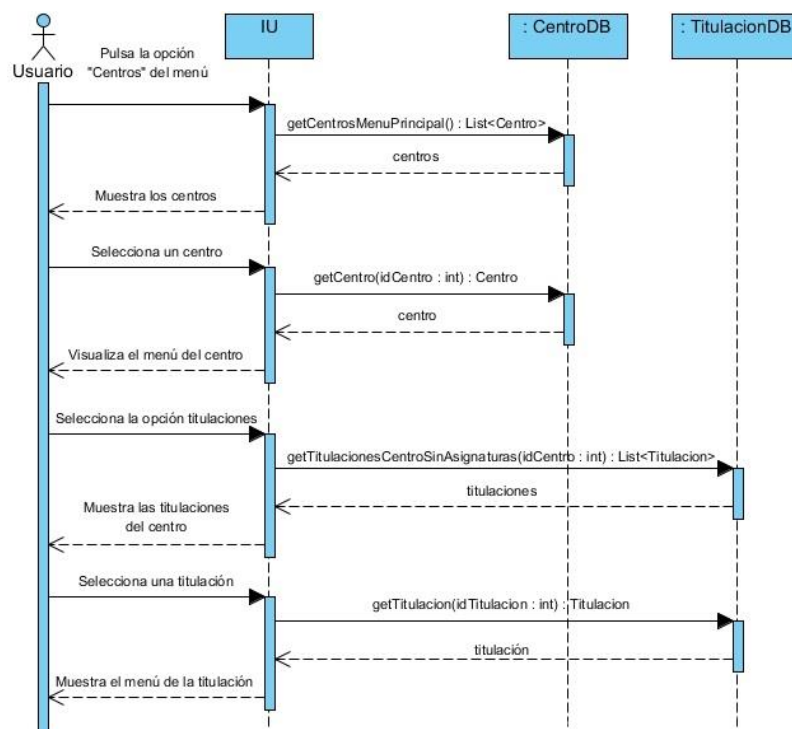 IU
: CentroDB
: TitulacionDB
Usuario
Pulsa la opción
"Centros" del menú
getCentrosMenuPrincipal() : List<Centro>
centros
Muestra los centros
Selecciona un centro
getCentro(idCentro : int) : Centro
centro
Visualiza el menú del centro
Selecciona la opción titulaciones
getTitulacionesCentroSinAsignaturas(idCentro : int) : List<Titulacion>
titulaciones
Muestra las titulaciones
del centro
Selecciona una titulación
getTitulacion(idTitulacion : int) : Titulacion
titulación
Muestra el menú de la titulación